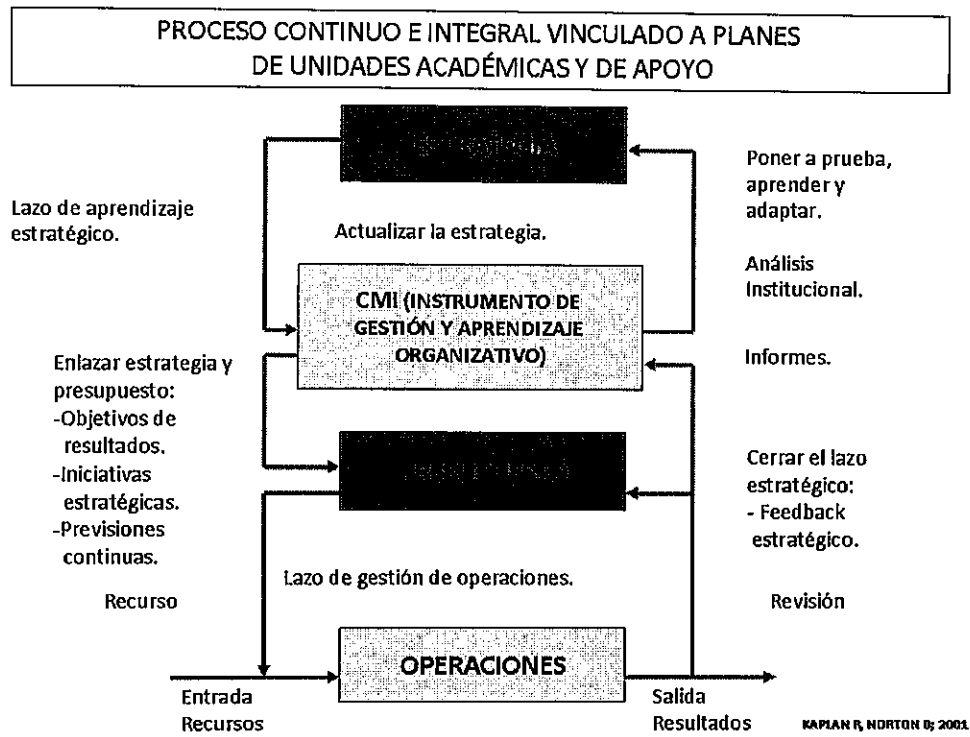 PROCESO CONTINUO E INTEGRAL VINCULADO A PLANES
DE UNIDADES ACADÉMICAS Y DE APOYO
Poner a prueba,
aprender y
adaptar.
Lazo de aprendizaje
estratégico.
Actualizar la estrategia.
Análisis
Institucional.
CMI (INSTRUMENTO DE
GESTIÓN Y APRENDIZAJE
ORGANIZATIVO)
Informes.
Enlazar estrategia y
presupuesto:
-Objetivos de
resultados.
-Iniciativas
estratégicas.
-Previsiones
continuas.
Cerrar el lazo
estratégico:
- Feedback
estratégico.
Lazo de gestión de operaciones.
Recurso
Revisión
OPERACIONES
Entrada
Recursos
Salida
Resultados
KAPLAN R, NORTON D; 2001